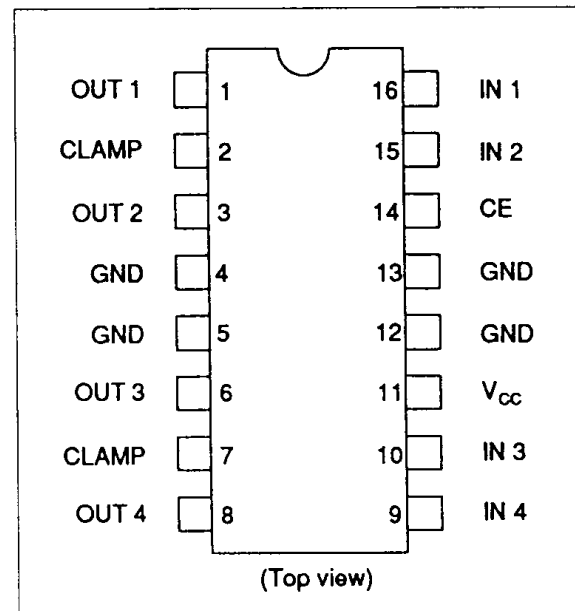 OUT 1 1 16 IN 1
CLAMP 2 15 IN 2
OUT 2 3 14 CE
GND 4 13 GND
GND 5 12 GND
OUT 3 6 11 VCC
CLAMP 7 10 IN 3
OUT 4 8 9 IN 4
(Top view)